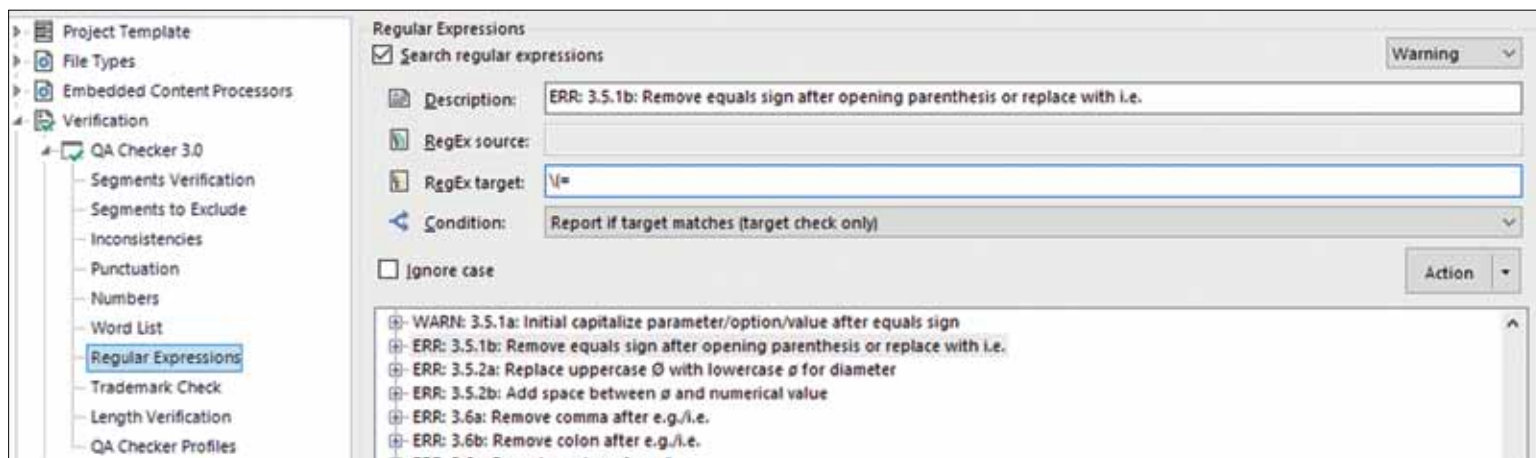 Project Template
File Types
Embedded Content Processors
Verification
QA Checker 3.0
Segments Verification
Segments to Exclude
Inconsistencies
Punctuation
Numbers
Word List
Regular Expressions
Trademark Check
Length Verification
QA Checker Profiles
Regular Expressions
Search regular expressions
Warning
Description: ERR: 3.5.1b: Remove equals sign after opening parenthesis or replace with i.e.
RegEx source:
RegEx target: \(=
Condition: Report if target matches (target check only)
Ignore case
Action
WARN: 3.5.1a: Initial capitalize parameter/option/value after equals sign
ERR: 3.5.1b: Remove equals sign after opening parenthesis or replace with i.e.
ERR: 3.5.2a: Replace uppercase Ø with lowercase ø for diameter
ERR: 3.5.2b: Add space between ø and numerical value
ERR: 3.6a: Remove comma after e.g./i.e.
ERR: 3.6b: Remove colon after e.g./i.e.